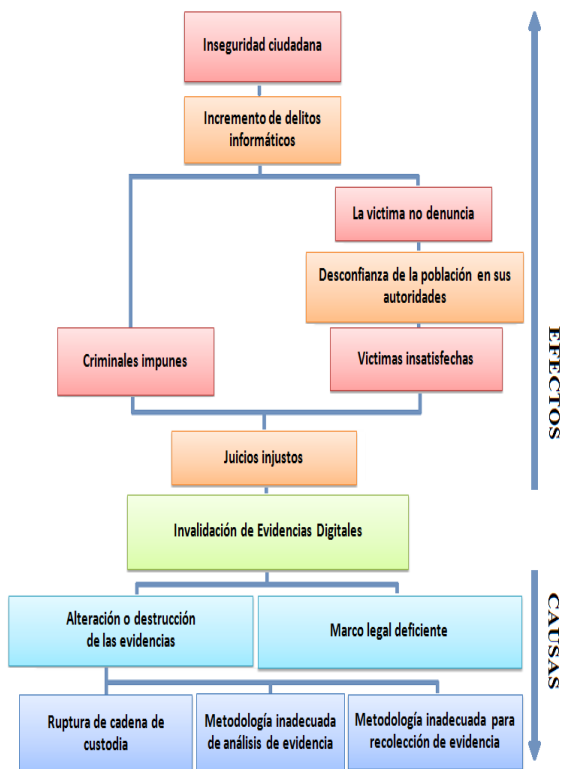 Inseguridad ciudadana
Incremento de delitos
informáticos
La victima no denuncia
Desconfianza de la población en sus
autoridades
Criminales impunes
Victimas insatisfechas
Juicios injustos
EFECTOS
Invalidación de Evidencias Digitales
Alteración o destrucción
de las evidencias
Marco legal deficiente
Ruptura de cadena de
custodia
Metodología inadecuada
de análisis de evidencia
Metodología inadecuada para
recolección de evidencia
CAUSAS